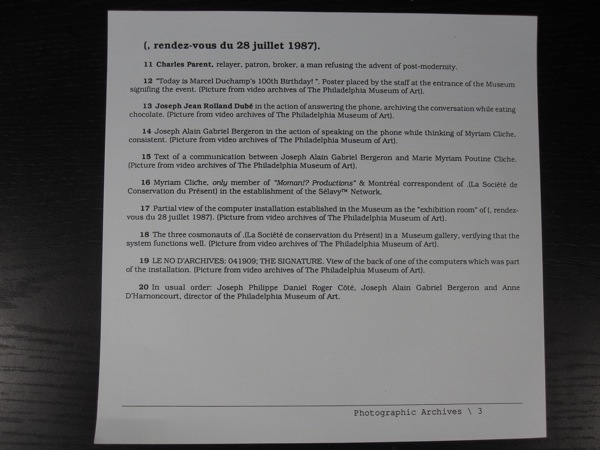 (, rendez-vous du 28 juillet 1987).
11 Charles Parent, relayer, patron, broker, a man refusing the advent of post-modernity.
12 "Today is Marcel Duchamp's 100th Birthday! ". Poster placed by the staff at the entrance of the Museum
signifing the event. (Picture from video archives of The Philadelphia Museum of Art).
13 Joseph Jean Rolland Dubé in the action of answering the phone, archiving the conversation while eating
chocolate. (Picture from video archives of The Philadelphia Museum of Art).
14 Joseph Alain Gabriel Bergeron in the action of speaking on the phone while thinking of Myriam Cliche,
consistent. (Picture from video archives of The Philadelphia Museum of Art).
15 Text of a communication between Joseph Alain Gabriel Bergeron and Marie Myriam Poutine Cliche.
(Picture from video archives of The Philadelphia Museum of Art).
16 Myriam Cliche, only member of "Moman!? Productions" & Montréal correspondent of .(La Société de
Conservation du Présent) in the establishment of the Sélavy™ Network.
17 Partial view of the computer installation established in the Museum as the "exhibition room" of (, rendez-
vous du 28 juillet 1987). (Picture from video archives of The Philadelphia Museum of Art).
18 The three cosmonauts of .(La Société de conservation du Présent) in a Museum gallery, verifying that the
system functions well. (Picture from video archives of The Philadelphia Museum of Art).
19 LE NO D'ARCHIVES: 041909; THE SIGNATURE. View of the back of one of the computers which was part
of the installation. (Picture from video archives of The Philadelphia Museum of Art).
20 In usual order: Joseph Philippe Daniel Roger Côté, Joseph Alain Gabriel Bergeron and Anne
D'Harnoncourt, director of the Philadelphia Museum of Art.
Photographic Archives \ 3